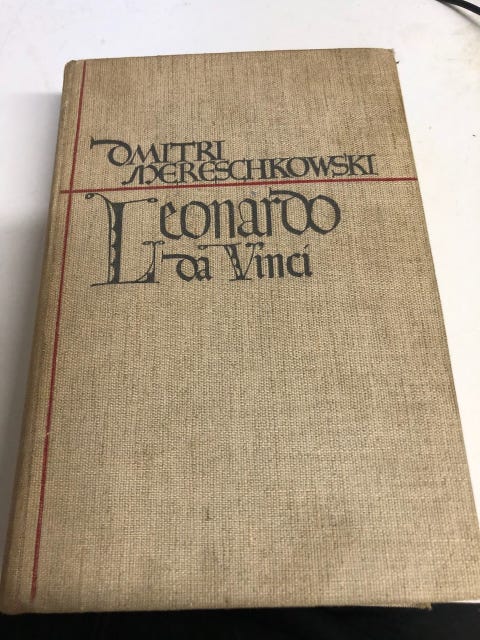 DMITRI
MERESCHKOWSKI
Leonardo
da Vinci